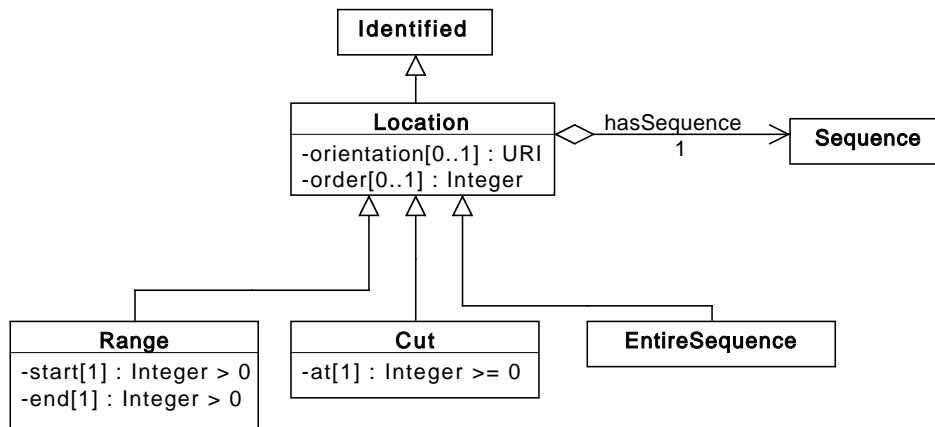 Identified
Location
-orientation[0..1] : URI
-order[0..1] : Integer
hasSequence
1
Sequence
Range
-start[1] : Integer > 0
-end[1] : Integer > 0
Cut
-at[1] : Integer >= 0
EntireSequence